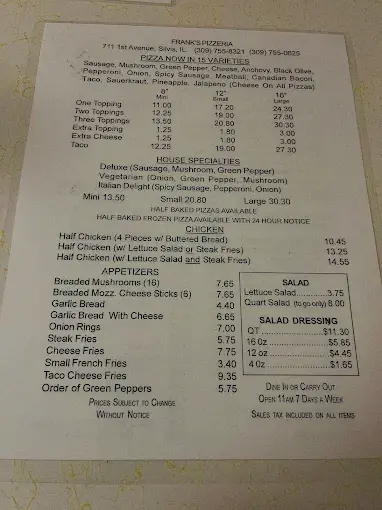 FRANK'S PIZZERIA
711 1st Avenue, Silvis, IL (309) 755-8321 (309) 755-0625
PIZZA NOW IN 15 VARIETIES
Sausage, Mushroom, Green Pepper, Cheese, Anchovy, Black Olive,
Pepperoni, Onion, Spicy Sausage, Meatball, Canadian Bacon,
Taco, Sauerkraut, Pineapple, Jalapeno (Cheese On All Pizzas)
8" 12" 16"
Mini Small Large
One Topping 11.00 17.20 24.30
Two Toppings 12.25 19.00 27.30
Three Toppings 13.50 20.80 30.30
Extra Topping 1.25 1.80 3.00
Extra Cheese 1.25 1.80 3.00
Taco 12.25 19.00 27.30
HOUSE SPECIALTIES
Deluxe (Sausage, Mushroom, Green Pepper)
Vegetarian (Onion, Green Pepper, Mushroom)
Italian Delight (Spicy Sausage, Pepperoni, Onion)
Mini 13.50 Small 20.80 Large 30.30
HALF BAKED PIZZAS AVAILABLE
HALF BAKED FROZEN PIZZA AVAILABLE WITH 24 HOUR NOTICE
CHICKEN
Half Chicken (4 Pieces w/ Buttered Bread) 10.45
Half Chicken (w/ Lettuce Salad or Steak Fries) 13.25
Half Chicken (w/ Lettuce Salad and Steak Fries) 14.55
APPETIZERS
Breaded Mushrooms (16) 7.65
Breaded Mozz. Cheese Sticks (6) 7.65
Garlic Bread 4.40
Garlic Bread With Cheese 6.65
Onion Rings 7.00
Steak Fries 5.75
Cheese Fries 7.75
Small French Fries 3.40
Taco Cheese Fries 9.35
Order of Green Peppers 5.75
PRICES SUBJECT TO CHANGE
WITHOUT NOTICE
SALAD
Lettuce Salad............3.75
Quart Salad (to go only) 8.00
SALAD DRESSING
QT ..................$11.30
16 0z ................$5.85
12 oz ................$4.45
4 0z ..................$1.65
DINE IN OR CARRY OUT
OPEN 11AM 7 DAYS A WEEK
SALES TAX INCLUDED ON ALL ITEMS